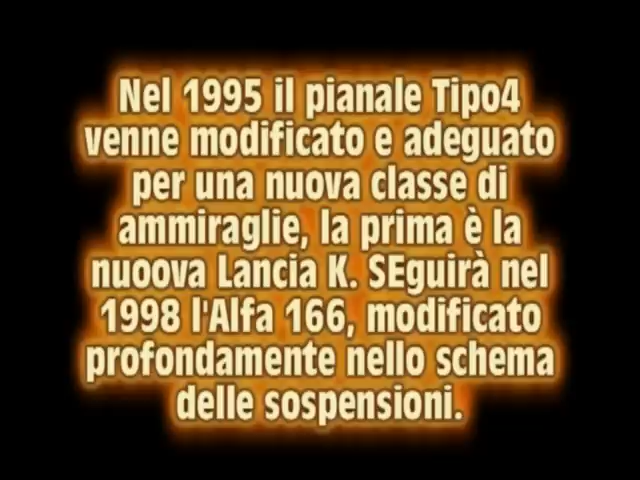 Nel 1995 il pianale Tipo4
venne modificato e adeguato
per una nuova classe di
ammiraglie, la prima è la
nuoova Lancia K. SEguirà nel
1998 l'Alfa 166, modificato
profondamente nello schema
delle sospensioni.